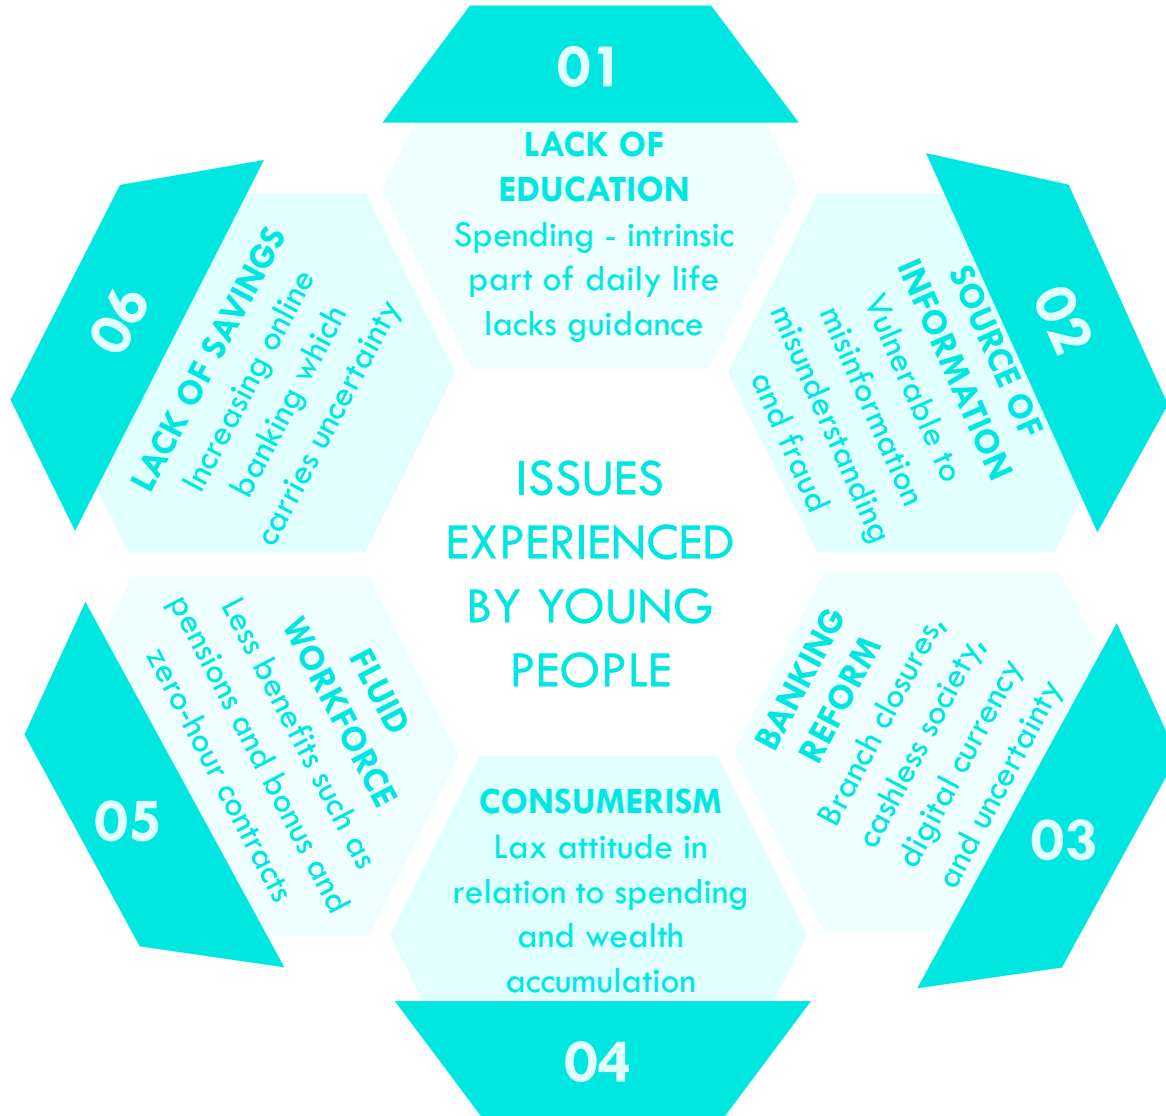 01
LACK OF
EDUCATION
Spending - intrinsic
part of daily life
lacks guidance
02
SOURCE OF
INFORMATION
Vulnerable to
misinformation
misunderstanding
and fraud
03
BANKING
REFORM
Branch closures,
cashless society,
digital currency
and uncertainty
04
CONSUMERISM
Lax attitude in
relation to spending
and wealth
accumulation
05
FLUID
WORKFORCE
Less benefits such as
pensions and bonus and
zero-hour contracts
06
LACK OF SAVINGS
Increasing online
banking which
carries uncertainty
ISSUES
EXPERIENCED
BY YOUNG
PEOPLE